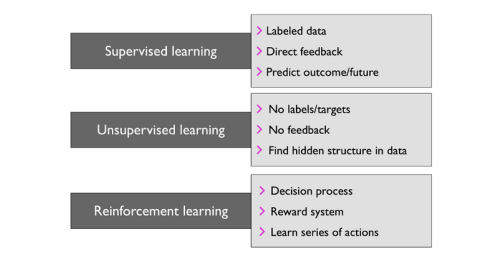 Supervised learning
Labeled data
Direct feedback
Predict outcome/future
Unsupervised learning
No labels/targets
No feedback
Find hidden structure in data
Reinforcement learning
Decision process
Reward system
Learn series of actions